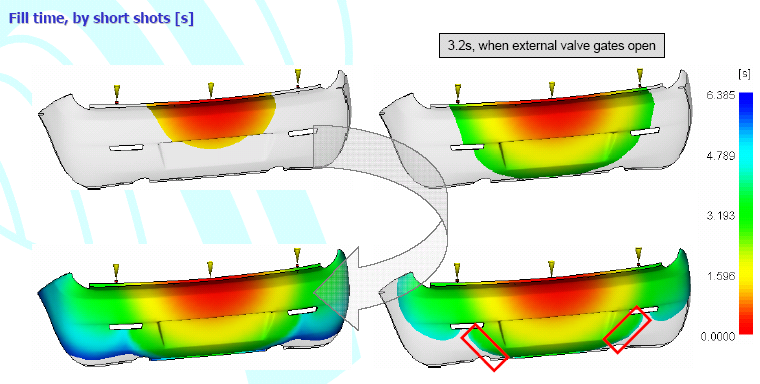 Fill time, by short shots [s]
3.2s, when external valve gates open
[s]
6.385
4.789
3.193
1.596
0.0000